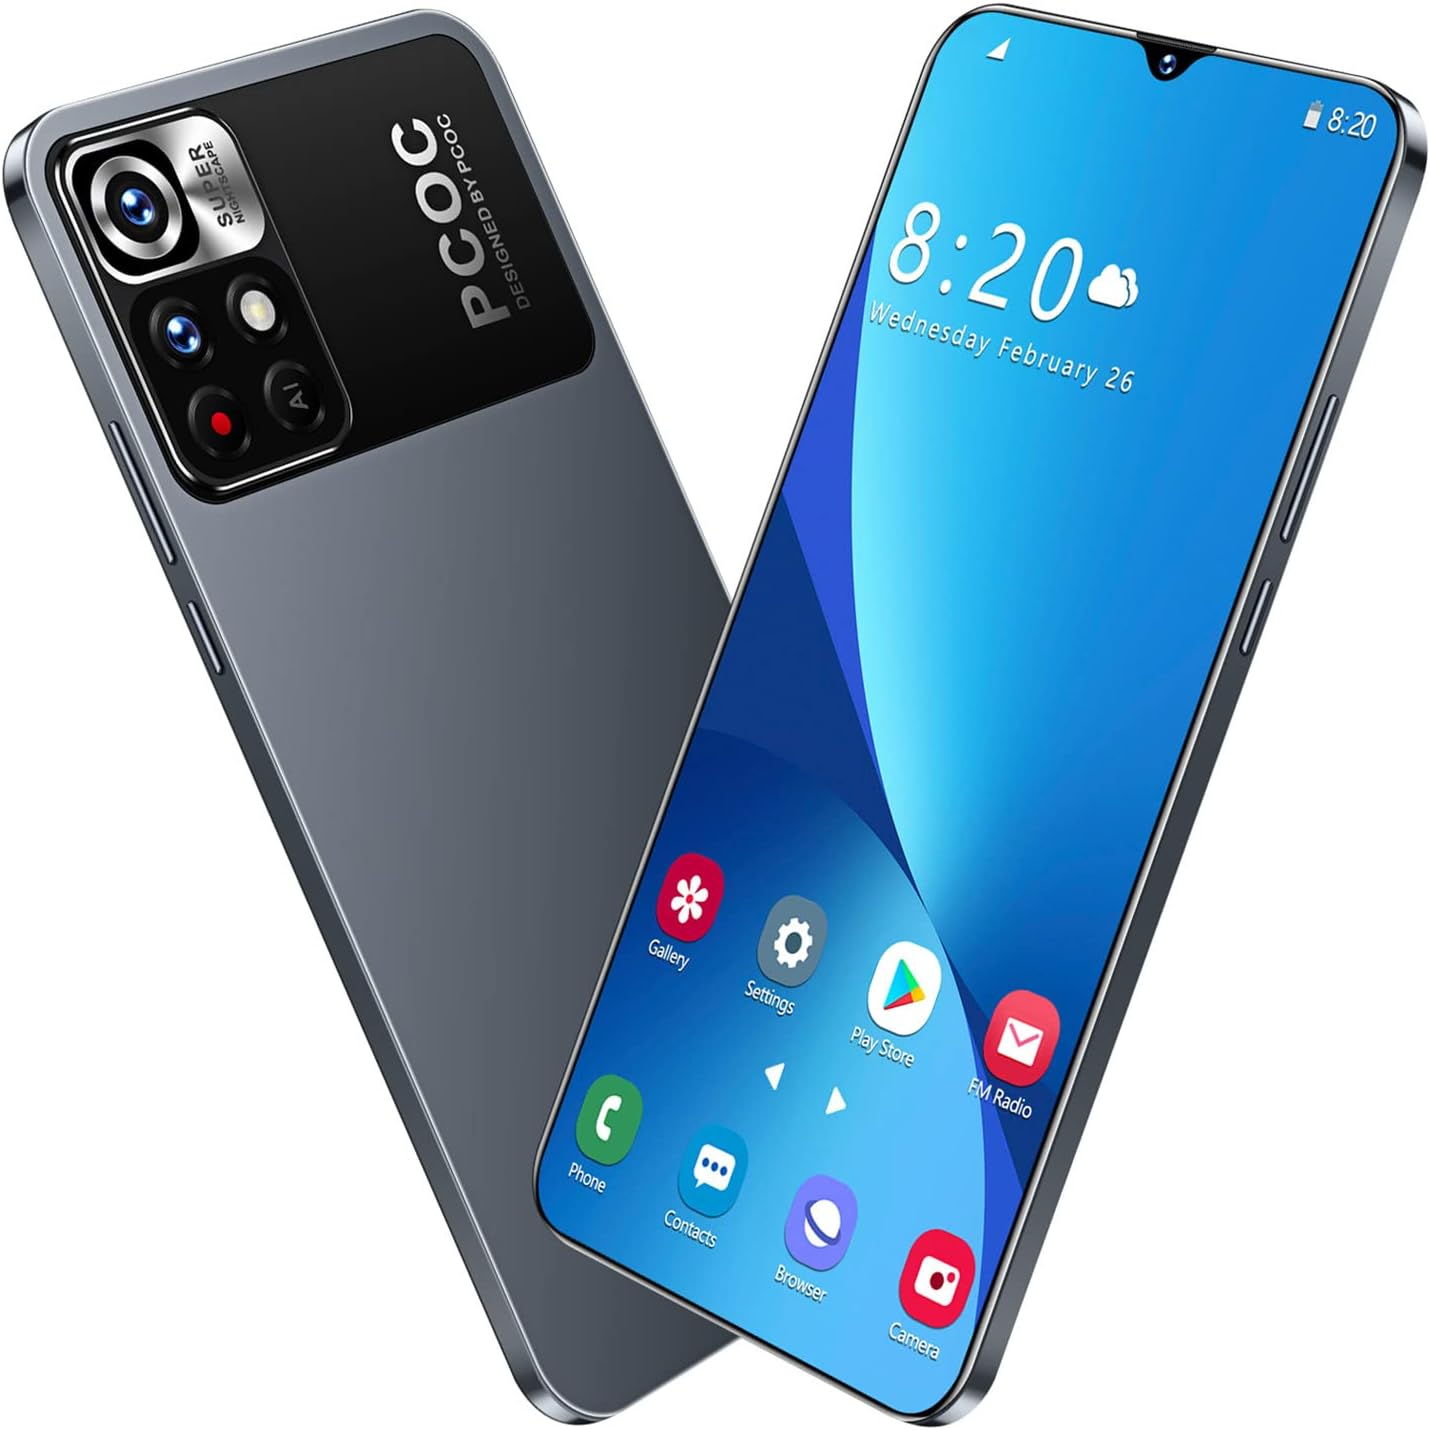 SUPER
NIGHTSCAPE
AI
PCOC
DESIGNED BY PCOC
8:20
8:20
Wednesday February 26
Gallery
Settings
Play Store
FM Radio
Phone
Contacts
Browser
Camera